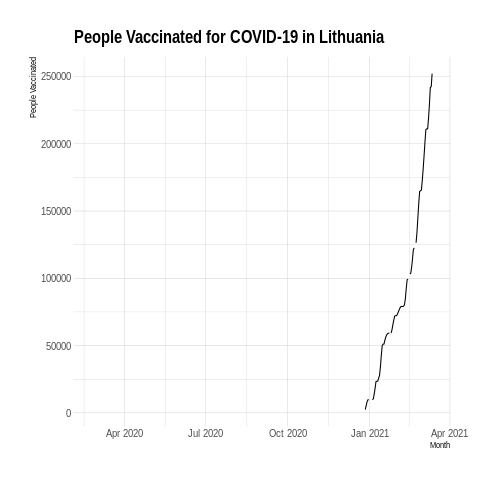 People Vaccinated for COVID-19 in Lithuania
People Vaccinated
250000
200000
150000
100000
50000
0
Apr 2020 Jul 2020 Oct 2020 Jan 2021 Apr 2021
Month